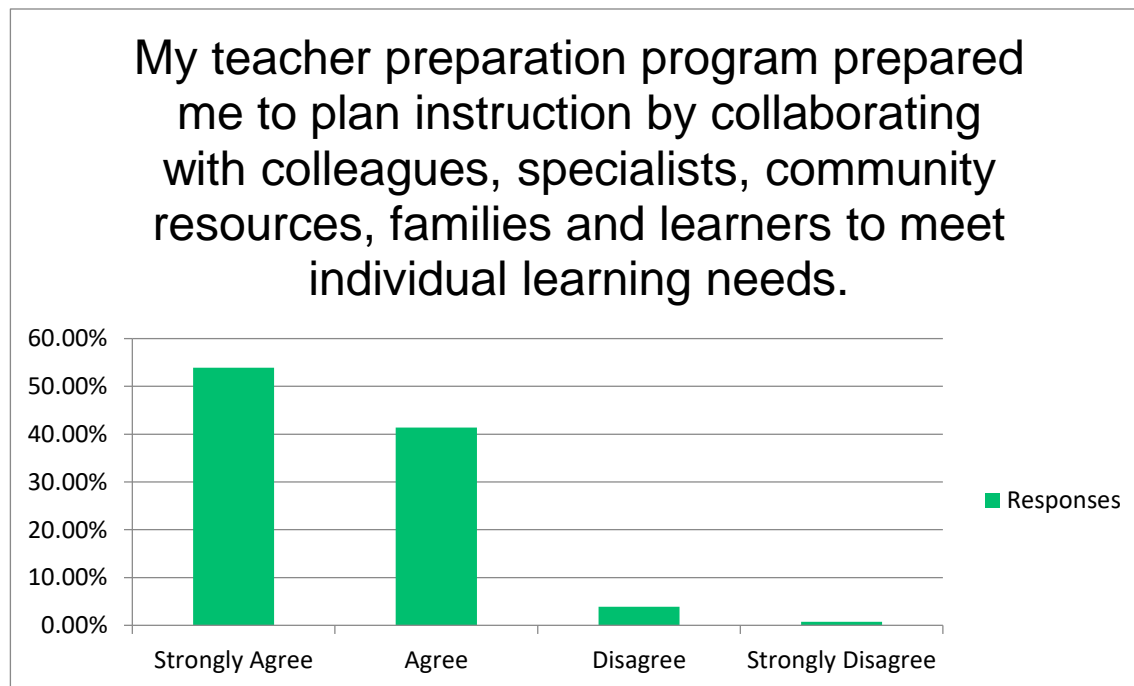 My teacher preparation program prepared
me to plan instruction by collaborating
with colleagues, specialists, community
resources, families and learners to meet
individual learning needs.
60.00%
50.00%
40.00%
30.00%
20.00%
10.00%
0.00%
Strongly Agree
Agree
Disagree
Strongly Disagree
Responses